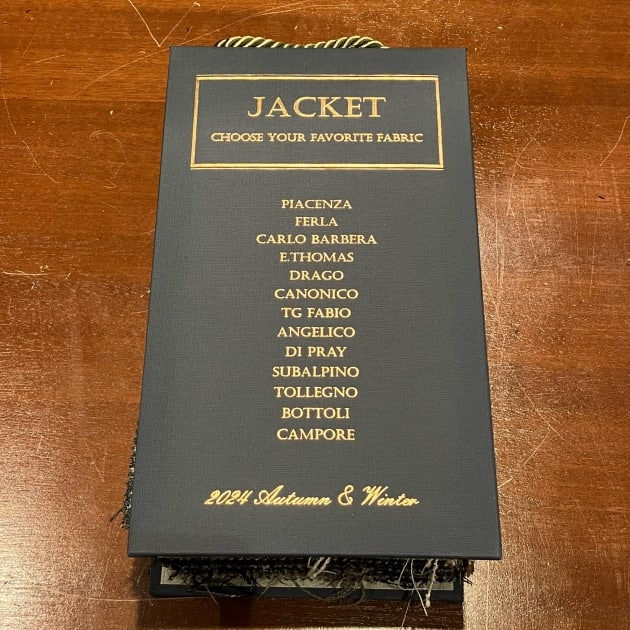 JACKET
CHOOSE YOUR FAVORITE FABRIC
PIACENZA
FERLA
CARLO BARBERA
E.THOMAS
DRAGO
CANONICO
TG FABIO
ANGELICO
DI PRAY
SUBALPINO
TOLLEGNO
BOTTOLI
CAMPORE
2024 Autumn & Winter